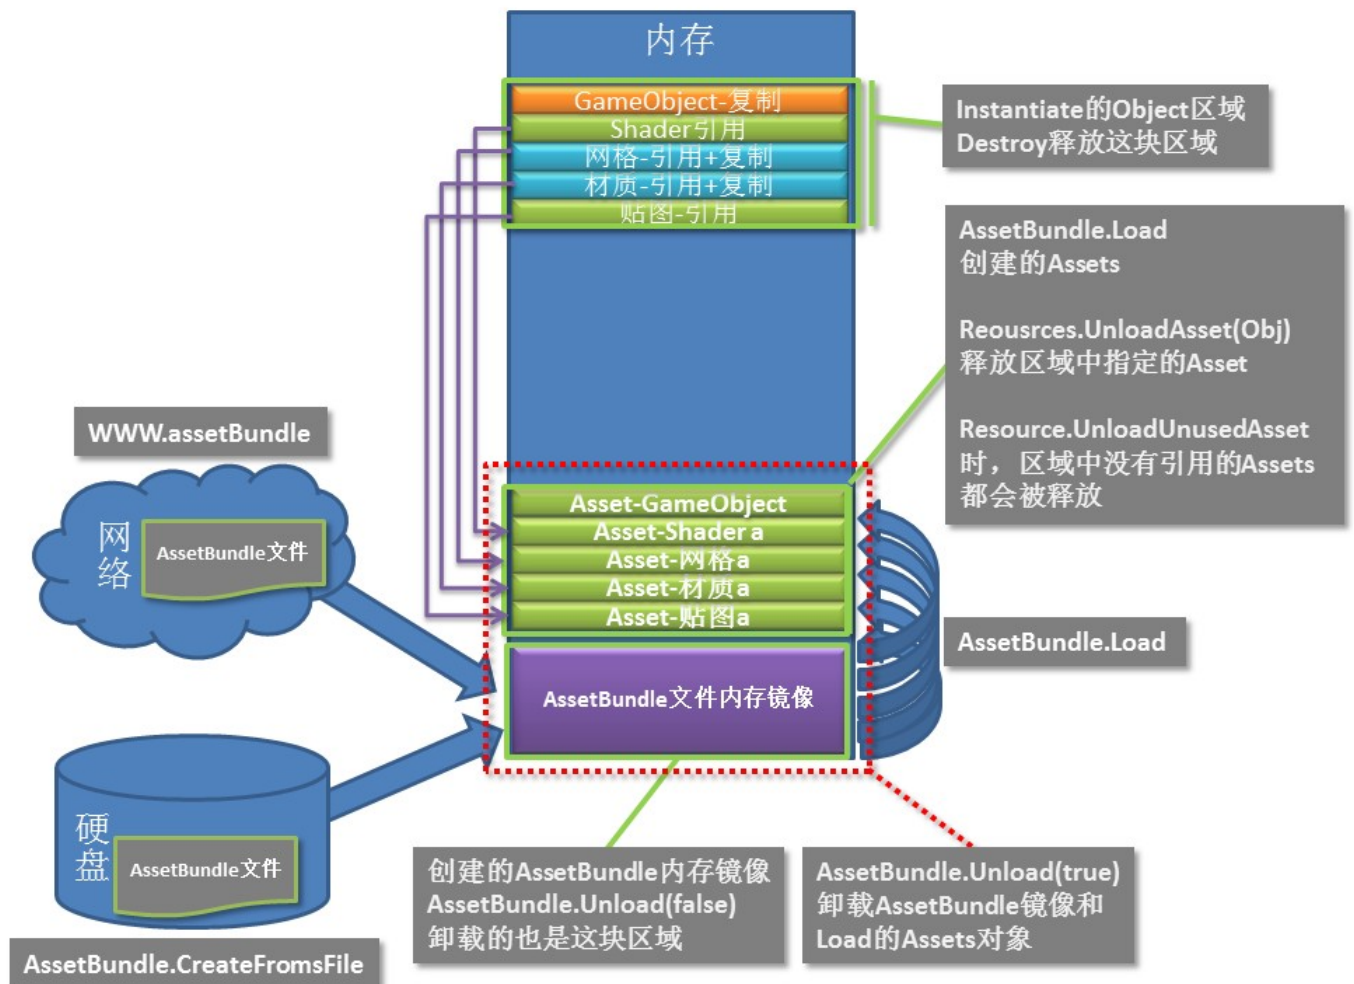 内存
GameObject-复制
Shader引用
网格-引用+复制
材质-引用+复制
贴图-引用
Instantiate的Object区域
Destroy释放这块区域
AssetBundle.Load
创建的Assets
Reousrces.UnloadAsset(Obj)
释放区域中指定的Asset
Resource.UnloadUnusedAsset
时，区域中没有引用的Assets
都会被释放
WWW.assetBundle
网
络
AssetBundle文件
Asset-GameObject
Asset-Shader a
Asset-网格a
Asset-材质a
Asset-贴图a
AssetBundle.Load
AssetBundle文件内存镜像
硬
盘
AssetBundle文件
AssetBundle.CreateFromsFile
创建的AssetBundle内存镜像
AssetBundle.Unload(false)
卸载的也是这块区域
AssetBundle.Unload(true)
卸载AssetBundle镜像和
Load的Assets对象